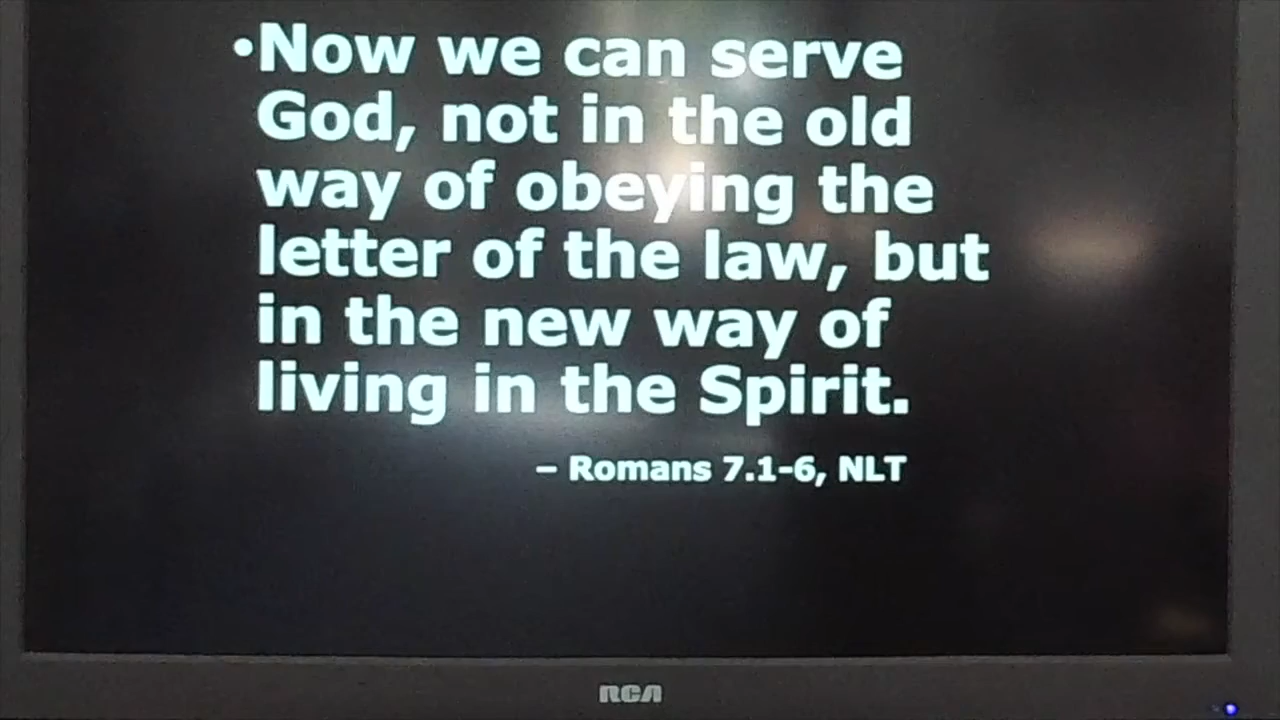 •Now we can serve
God, not in the old
way of obeying the
letter of the law, but
in the new way of
living in the Spirit.
– Romans 7.1-6, NLT
RCA